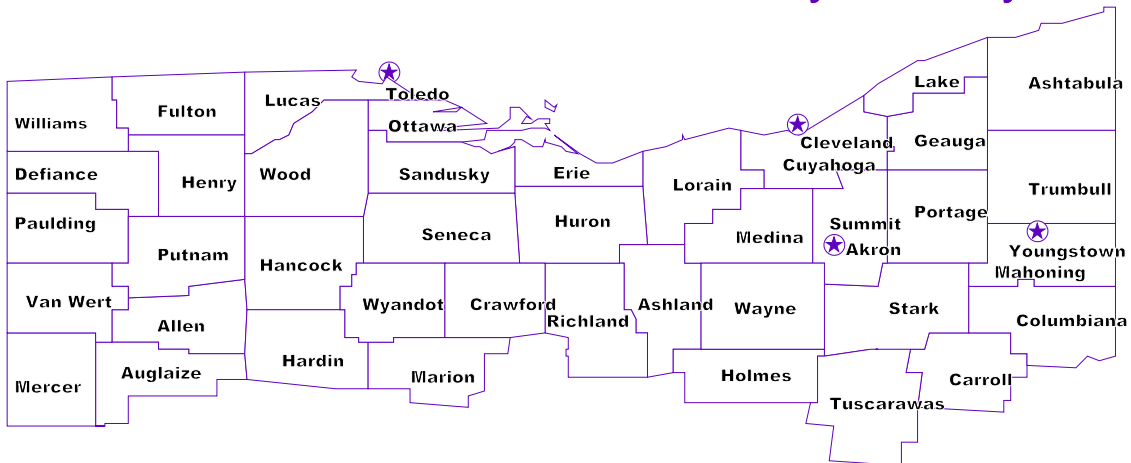 Lake
Ashtabula
Toledo
Lucas
Fulton
Williams
Ottawa
Cleveland
Geauga
Cuyahoga
Defiance
Henry
Wood
Sandusky
Erie
Lorain
Trumbull
Paulding
Huron
Portage
Summit
Seneca
Medina
Akron
Youngstown
Putnam
Hancock
Mahoning
Van Wert
Wyandot
Crawford
Ashland
Wayne
Stark
Richland
Columbiana
Allen
Hardin
Auglaize
Marion
Holmes
Carroll
Mercer
Tuscarawas